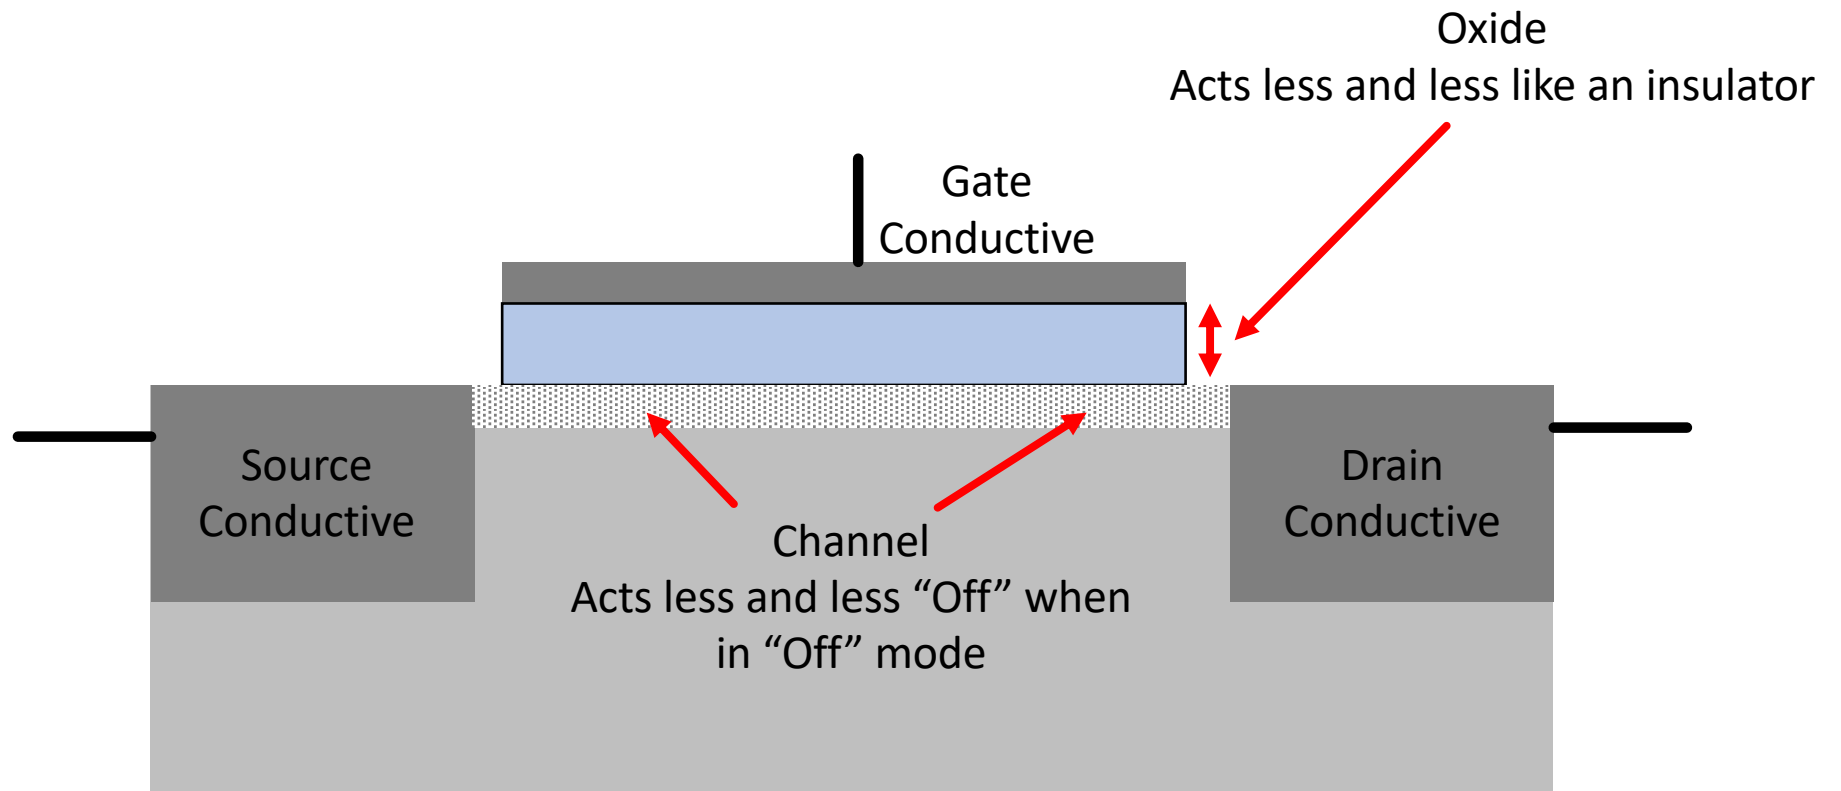 Oxide
Acts less and less like an insulator
Gate
Conductive
Source
Conductive
Drain
Conductive
Channel
Acts less and less “Off” when
in “Off” mode